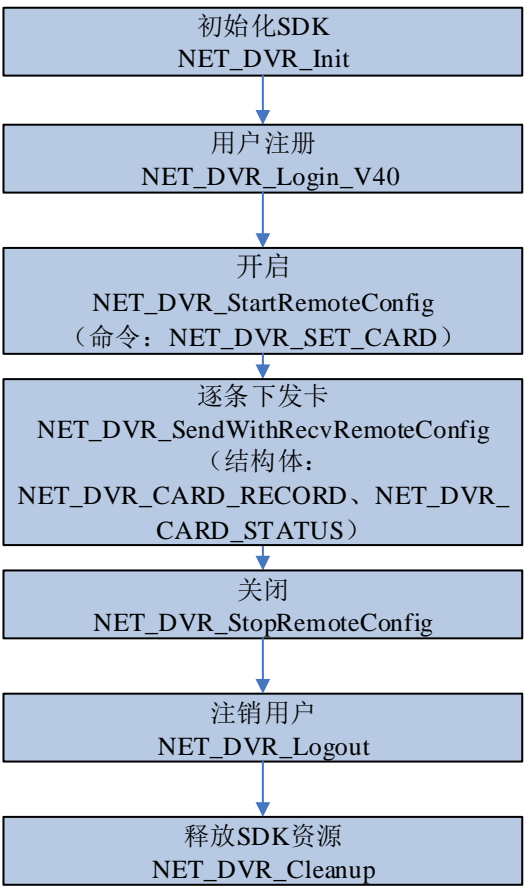 初始化SDK
NET_DVR_Init
用户注册
NET_DVR_Login_V40
开启
NET_DVR_StartRemoteConfig
（命令：NET_DVR_SET_CARD）
逐条下发卡
NET_DVR_SendWithRecvRemoteConfig
（结构体：
NET_DVR_CARD_RECORD、NET_DVR_
CARD_STATUS）
关闭
NET_DVR_StopRemoteConfig
注销用户
NET_DVR_Logout
释放SDK资源
NET_DVR_Cleanup